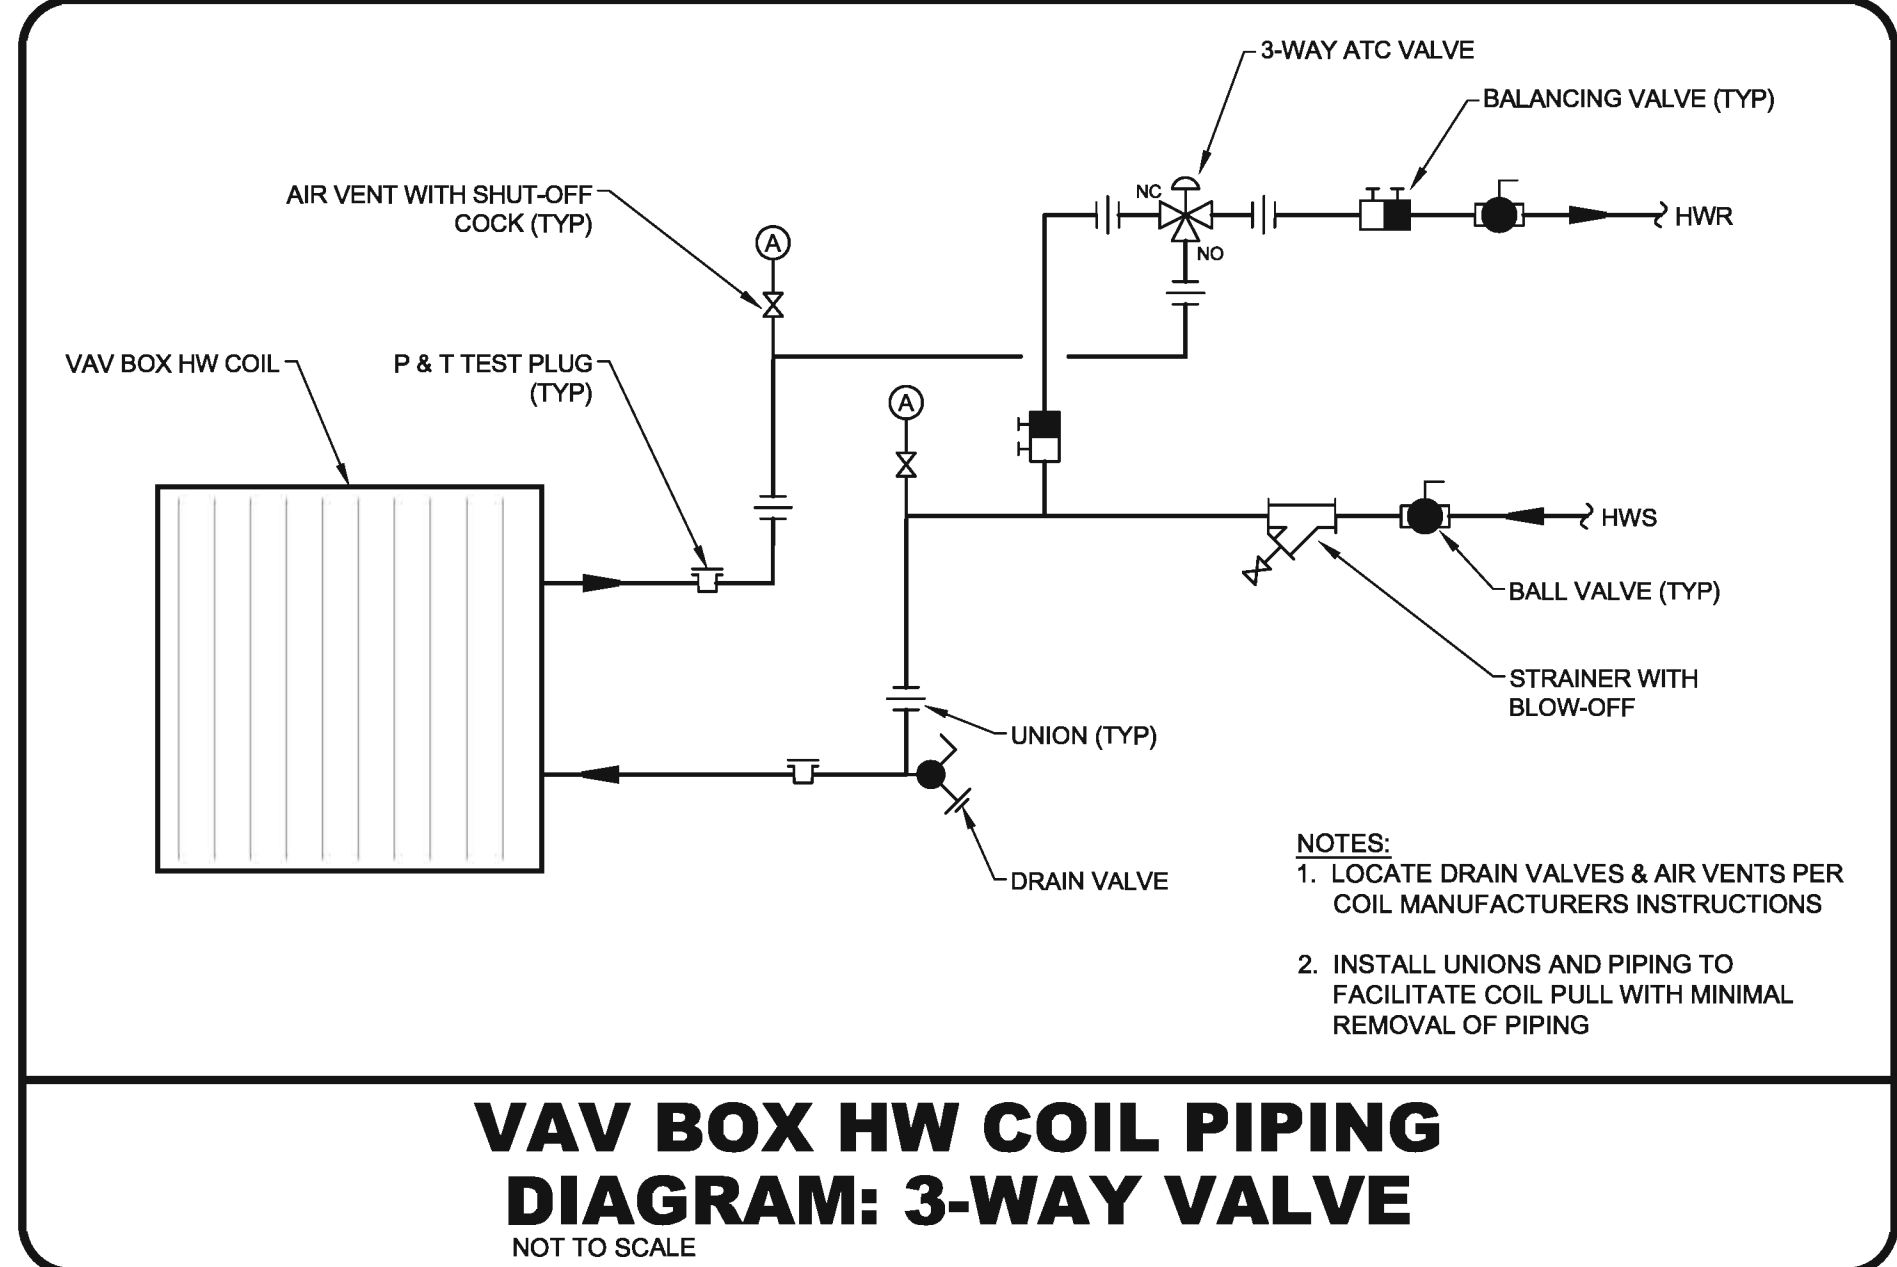 3-WAY ATC VALVE
BALANCING VALVE (TYP)
AIR VENT WITH SHUT-OFF
COCK (TYP)
NC
A
HWR
NO
VAV BOX HW COIL
P & T TEST PLUG
(TYP)
A
HWS
BALL VALVE (TYP)
STRAINER WITH
BLOW-OFF
UNION (TYP)
DRAIN VALVE
NOTES:
1. LOCATE DRAIN VALVES & AIR VENTS PER
COIL MANUFACTURERS INSTRUCTIONS
2. INSTALL UNIONS AND PIPING TO
FACILITATE COIL PULL WITH MINIMAL
REMOVAL OF PIPING
VAV BOX HW COIL PIPING
DIAGRAM: 3-WAY VALVE
NOT TO SCALE